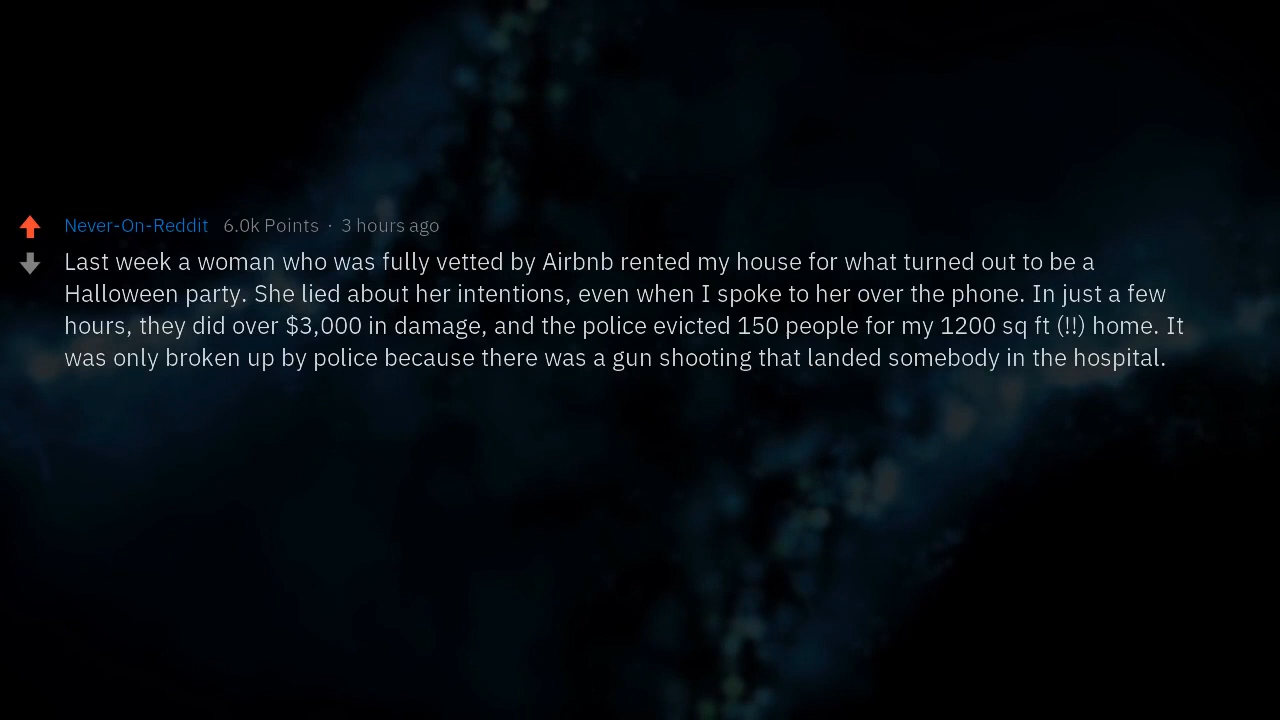 Never-On-Reddit 6.0k Points · 3 hours ago
Last week a woman who was fully vetted by Airbnb rented my house for what turned out to be a
Halloween party. She lied about her intentions, even when I spoke to her over the phone. In just a few
hours, they did over $3,000 in damage, and the police evicted 150 people for my 1200 sq ft (!!) home. It
was only broken up by police because there was a gun shooting that landed somebody in the hospital.